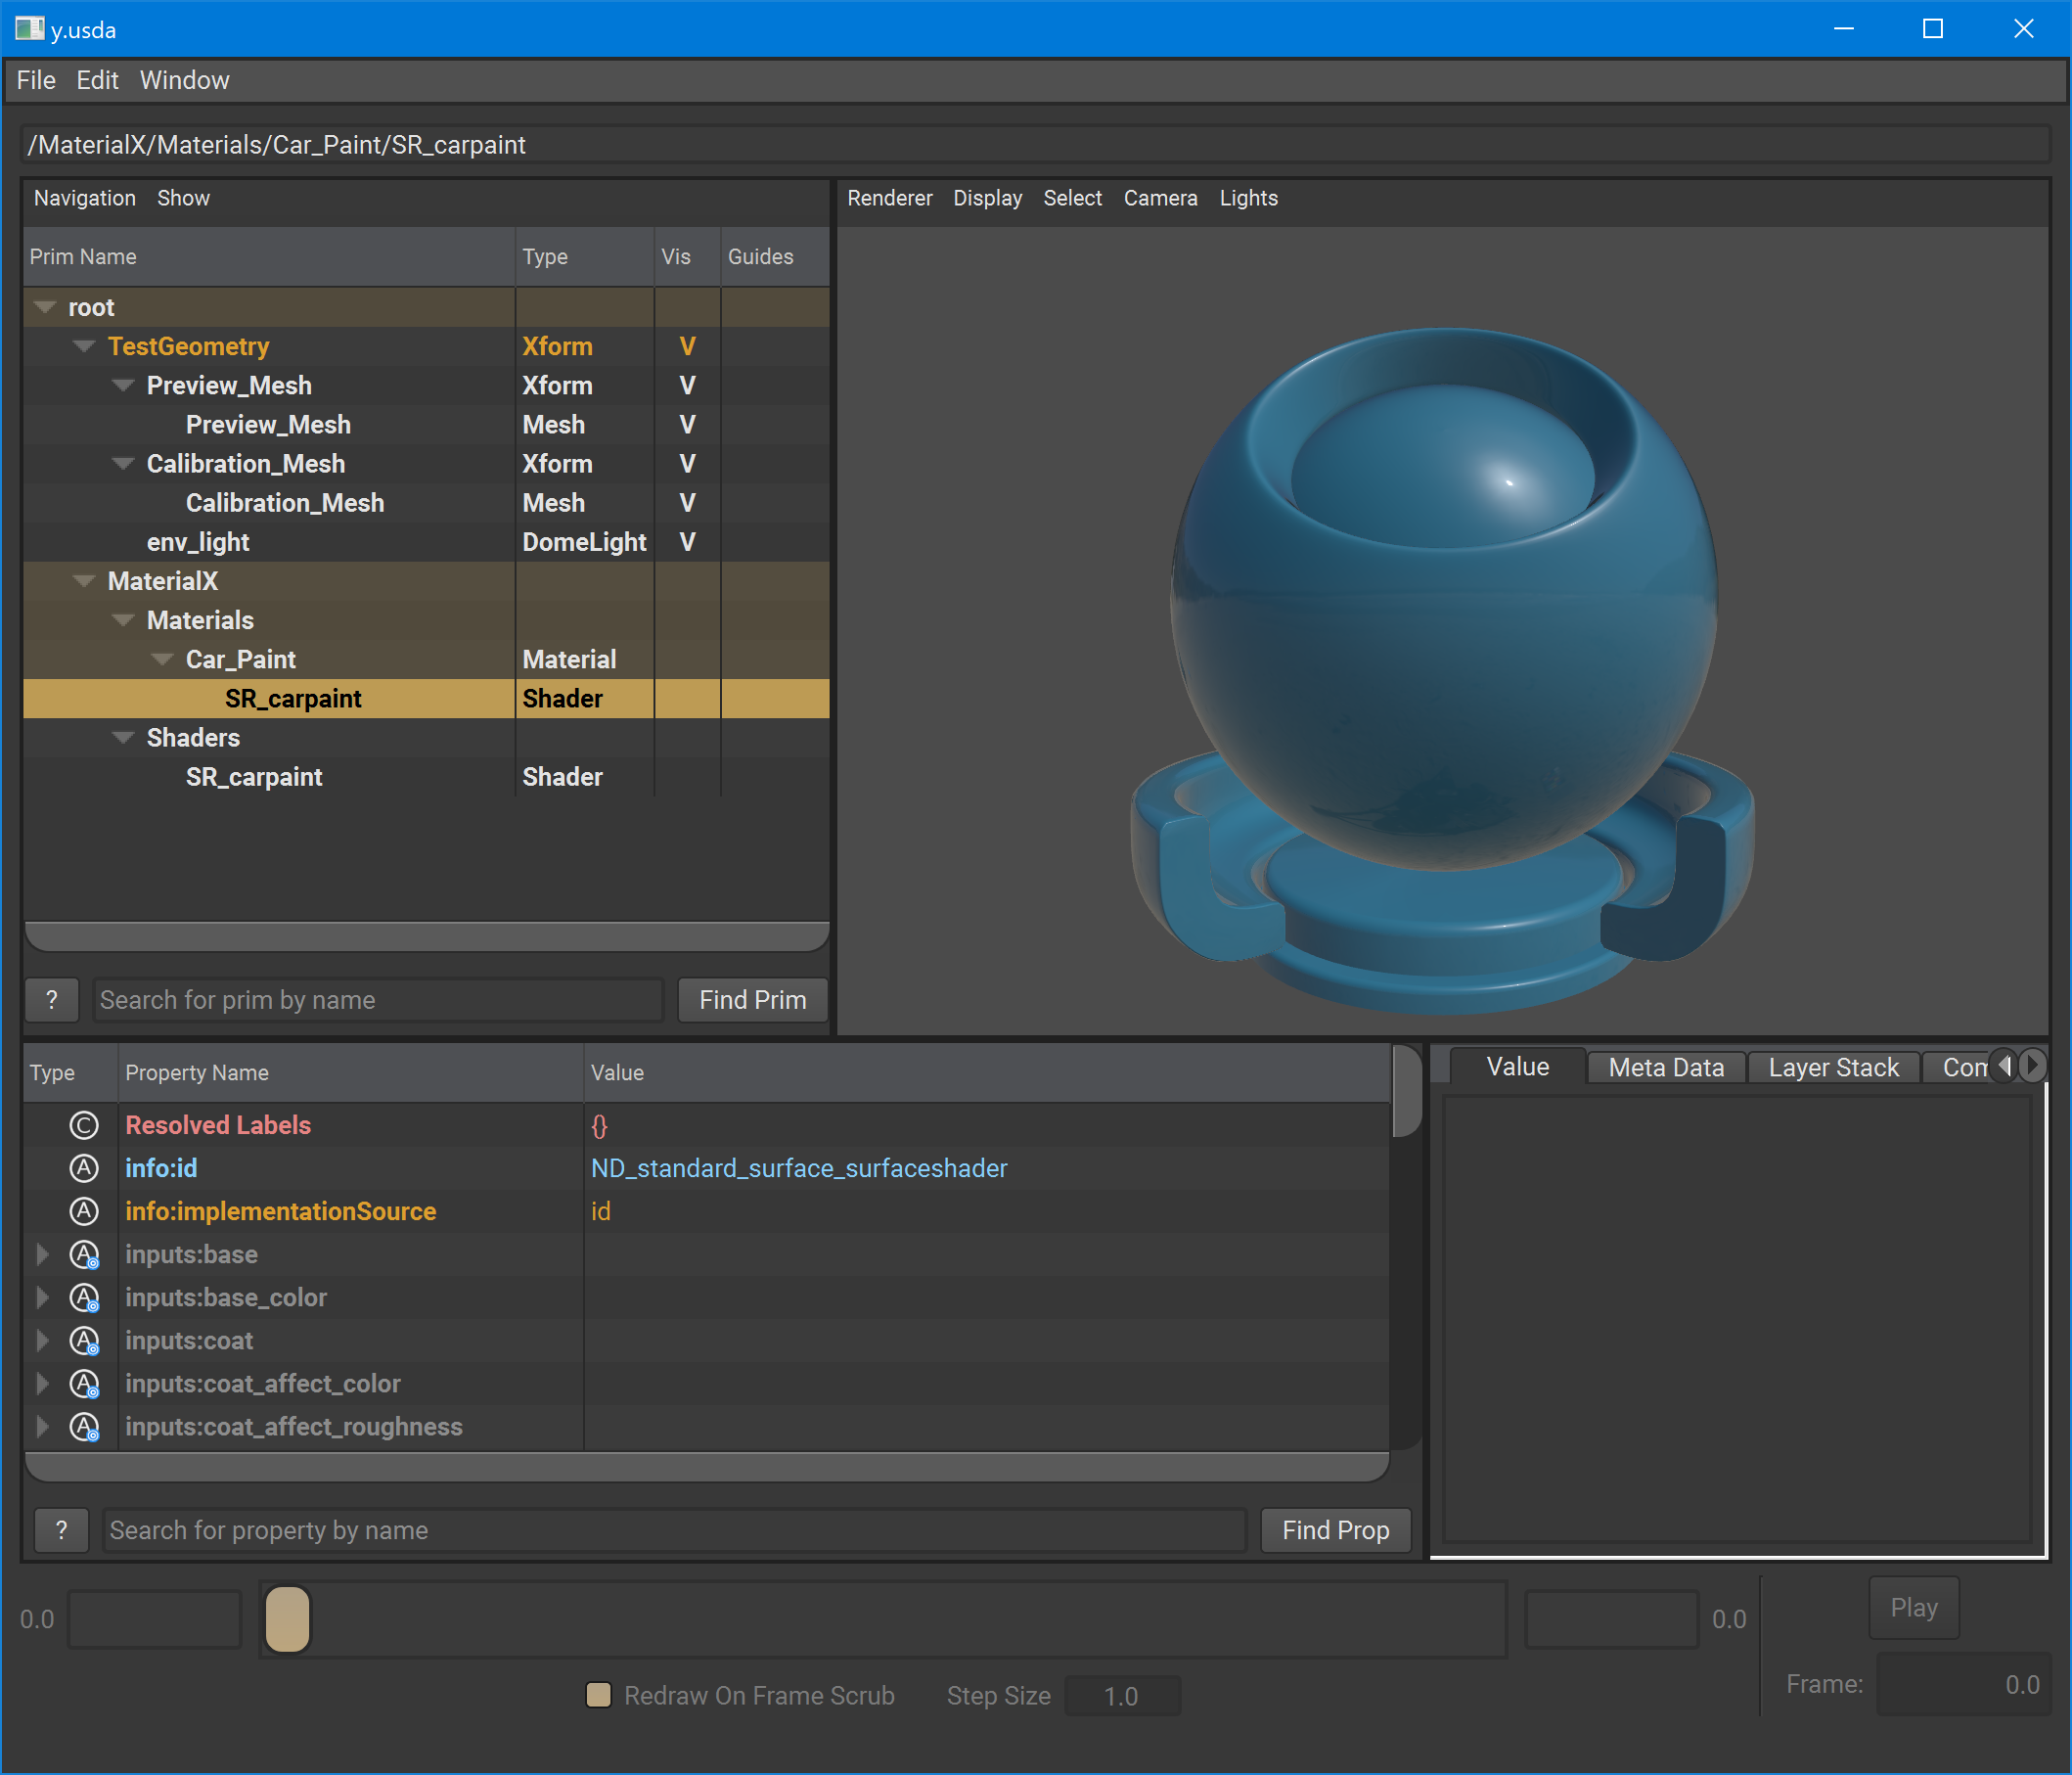 y.usda
File Edit Window
/MaterialX/Materials/Car_Paint/SR_carpaint
Navigation Show
Prim Name Type Vis Guides
root
TestGeometry Xform V
Preview_Mesh Xform V
Preview_Mesh Mesh V
Calibration_Mesh Xform V
Calibration_Mesh Mesh V
env_light DomeLight V
MaterialX
Materials
Car_Paint Material
SR_carpaint Shader
Shaders
SR_carpaint Shader
? Search for prim by name Find Prim
Renderer Display Select Camera Lights
Type Property Name Value
C Resolved Labels {}
A info:id ND_standard_surface_surfaceshader
A info:implementationSource id
A inputs:base
A inputs:base_color
A inputs:coat
A inputs:coat_affect_color
A inputs:coat_affect_roughness
? Search for property by name Find Prop
Value Meta Data Layer Stack
0.0 0.0 Play
Redraw On Frame Scrub Step Size 1.0 Frame: 0.0